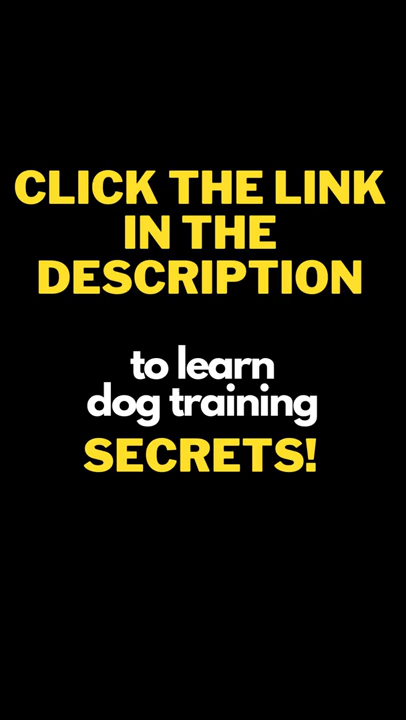 CLICK THE LINK
IN THE
DESCRIPTION
to learn
dog training
SECRETS!